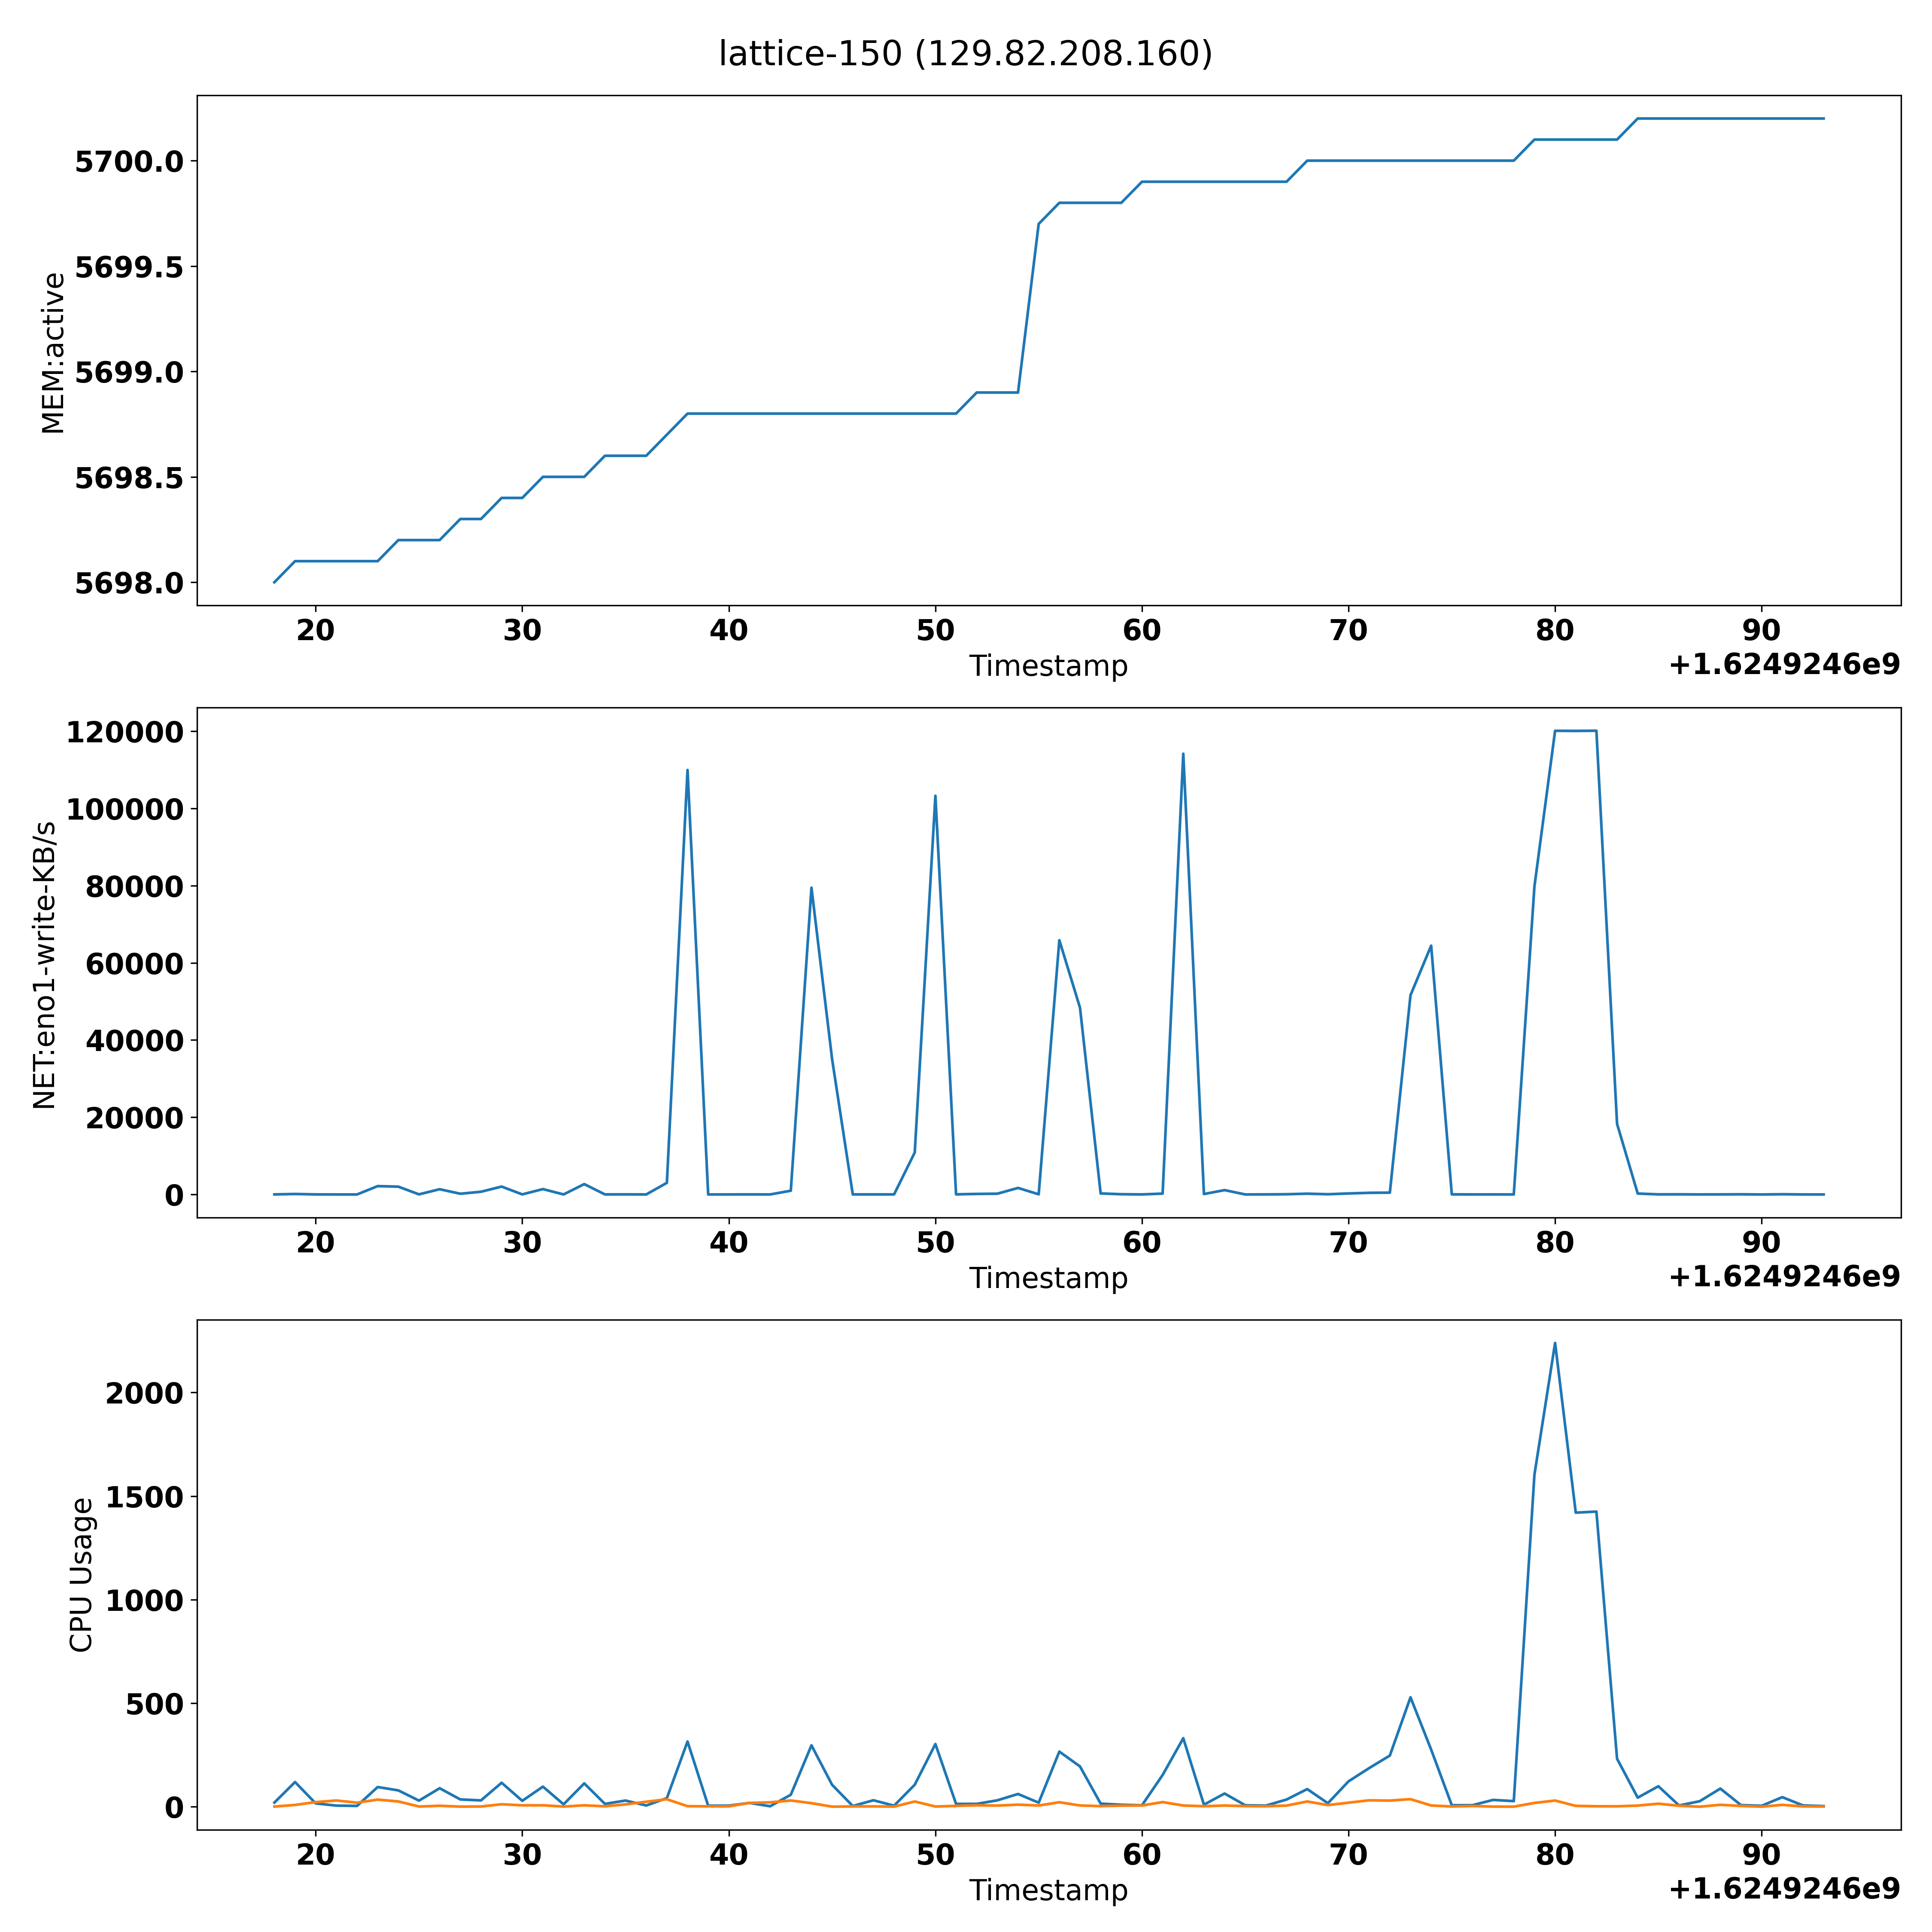 lattice-150 (129.82.208.160)
5700.0
5699.5
5699.0
5698.5
5698.0
MEM:active
20 30 40 50 60 70 80 90
Timestamp
+1.6249246e9
120000
100000
80000
60000
40000
20000
0
NET:eno1-write-KB/s
20 30 40 50 60 70 80 90
Timestamp
+1.6249246e9
2000
1500
1000
500
0
CPU Usage
20 30 40 50 60 70 80 90
Timestamp
+1.6249246e9